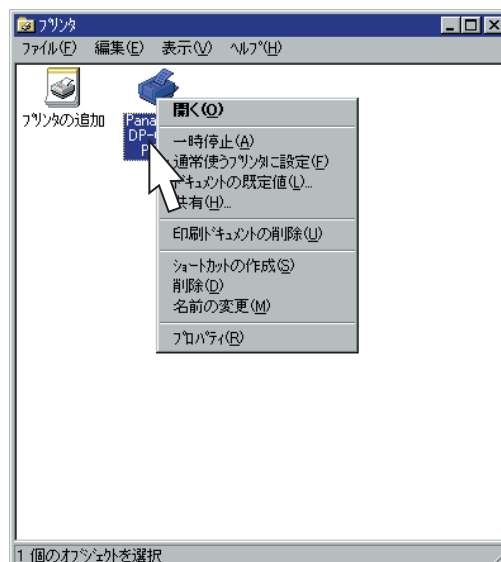 プリンタ
ファイル(F) 編集(E) 表示(V) ヘルプ(H)
プリンタの追加
Pana
DP-
P
開く(O)
一時停止(A)
通常使うプリンタに設定(F)
ドキュメントの既定値(L)...
共有(H)...
印刷ドキュメントの削除(U)
ショートカットの作成(S)
削除(D)
名前の変更(M)
プロパティ(R)
1 個のオブジェクトを選択